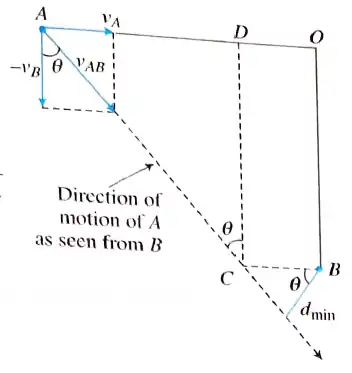 A
v_A
D
O
−v_B
θ
v_AB
Direction of
motion of A
as seen from B
θ
C
θ
B
d_min